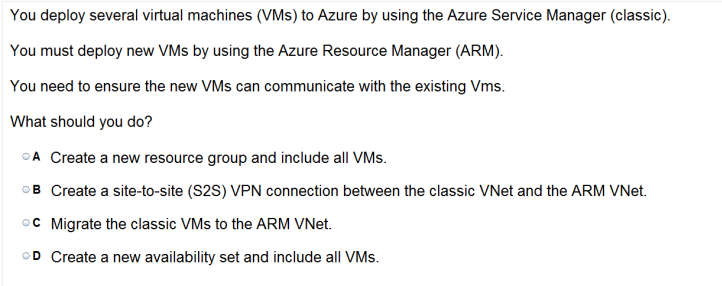 You deploy several virtual machines (VMs) to Azure by using the Azure Service Manager (classic).
You must deploy new VMs by using the Azure Resource Manager (ARM).
You need to ensure the new VMs can communicate with the existing Vms.
What should you do?
A Create a new resource group and include all VMs.
B Create a site-to-site (S2S) VPN connection between the classic VNet and the ARM VNet.
C Migrate the classic VMs to the ARM VNet.
D Create a new availability set and include all VMs.